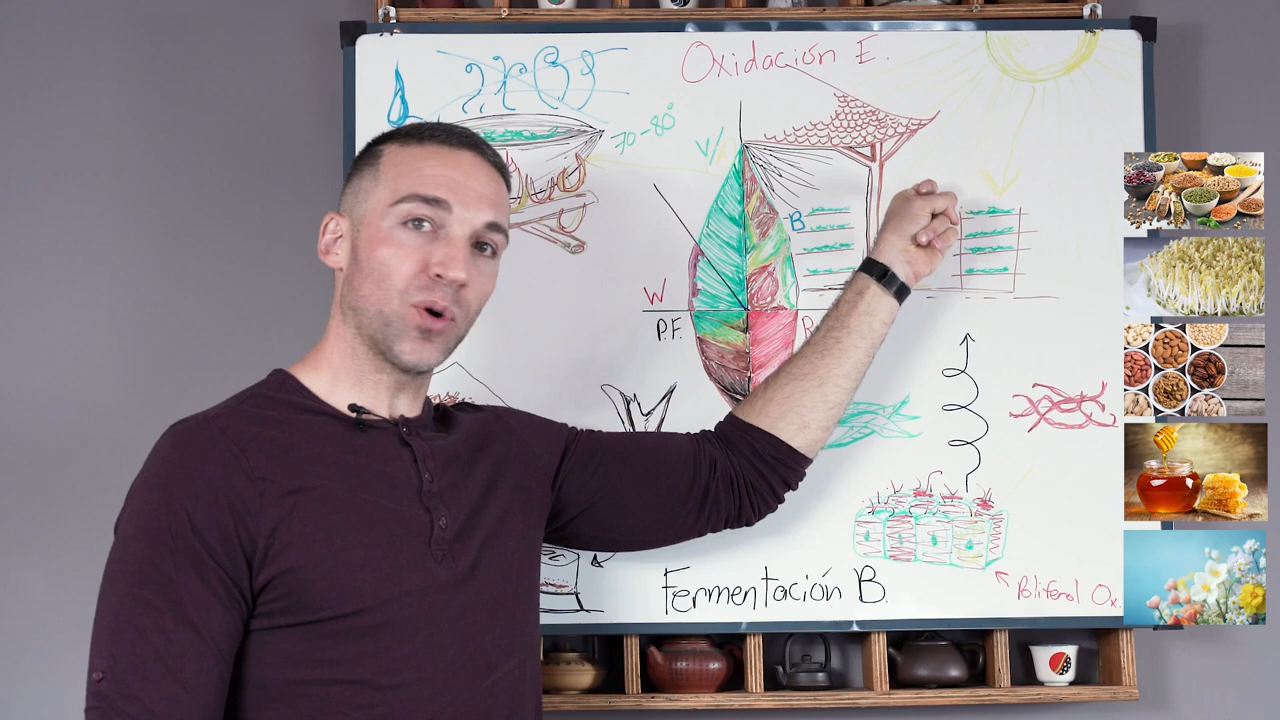 Oxidación E.
70-80°
V/
B
W
P.F.
R
Fermentación B.
Polifenol Ox.